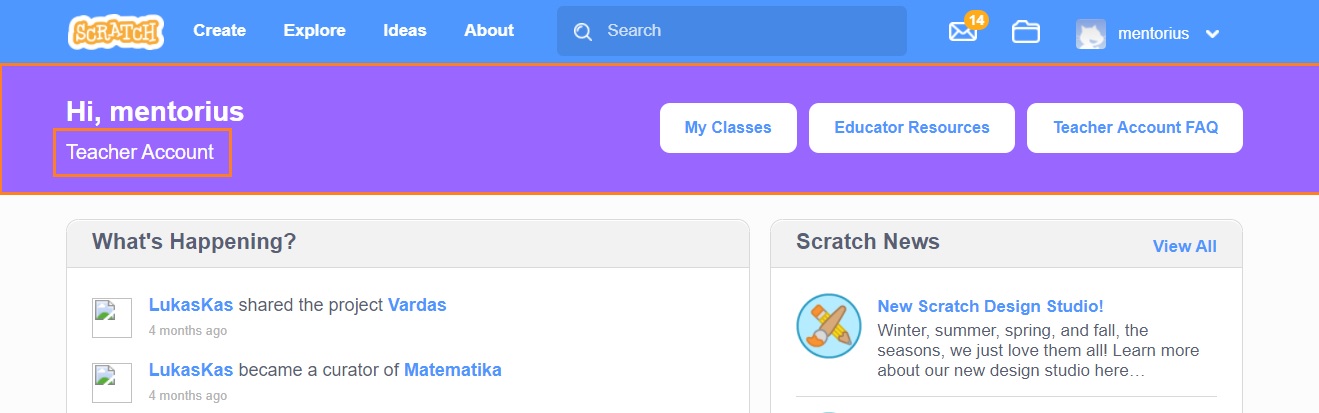 SCRATCH
Create
Explore
Ideas
About
Search
14
mentorius
Hi, mentorius
Teacher Account
My Classes
Educator Resources
Teacher Account FAQ
What's Happening?
LukasKas shared the project Vardas
4 months ago
LukasKas became a curator of Matematika
4 months ago
Scratch News
View All
New Scratch Design Studio!
Winter, summer, spring, and fall, the
seasons, we just love them all! Learn more
about our new design studio here…